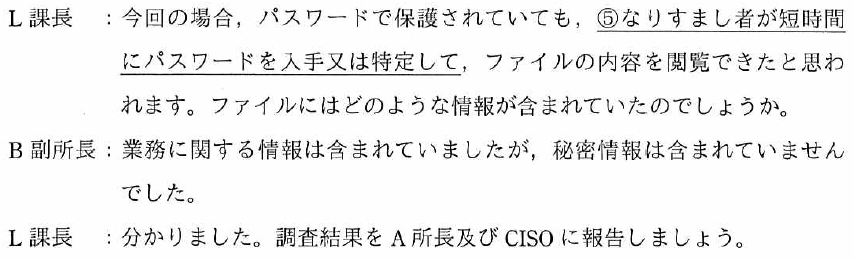 L 課長　：今回の場合，パスワードで保護されていても，⑤なりすまし者が短時間
にパスワードを入手又は特定して，ファイルの内容を閲覧できたと思わ
れます。ファイルにはどのような情報が含まれていたのでしょうか。
B 副所長：業務に関する情報は含まれていましたが，秘密情報は含まれていません
でした。
L 課長　：分かりました。調査結果を A 所長及び CISO に報告しましょう。